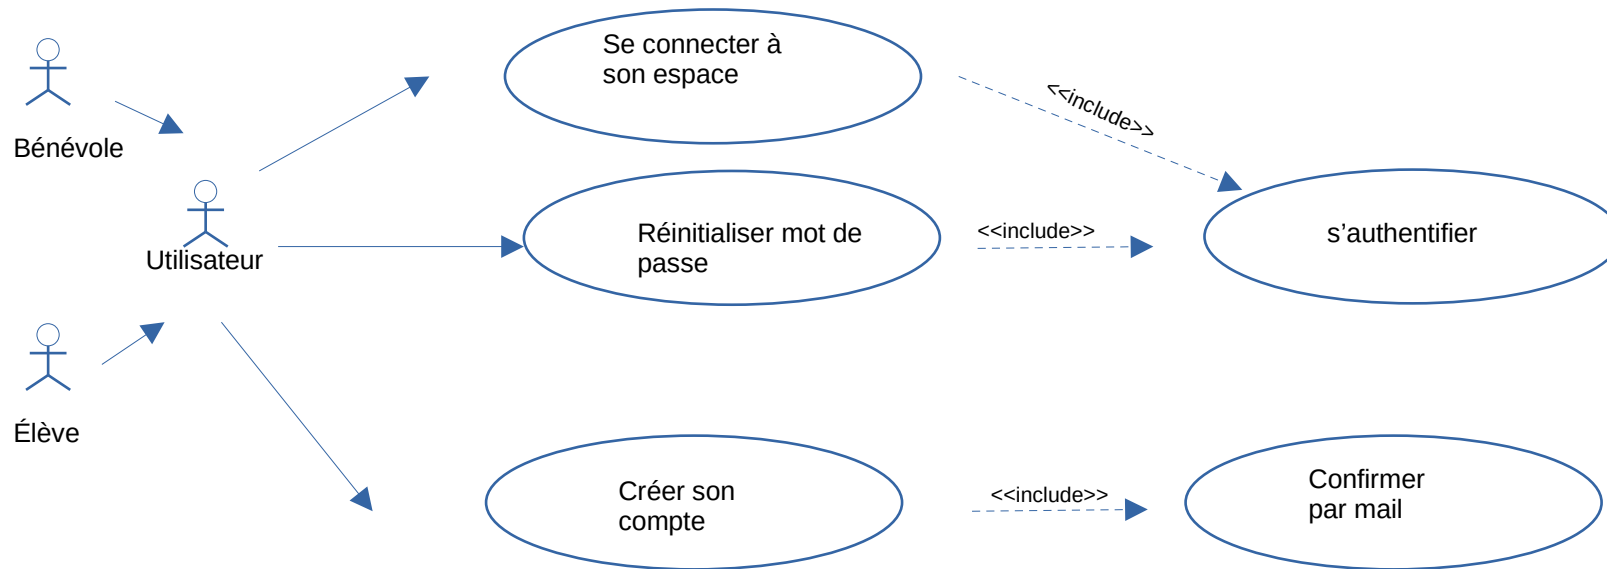 Se connecter à
son espace
<<include>>
Bénévole
Utilisateur
Réinitialiser mot de
passe
<<include>>
s’authentifier
Élève
Créer son
compte
<<include>>
Confirmer
par mail